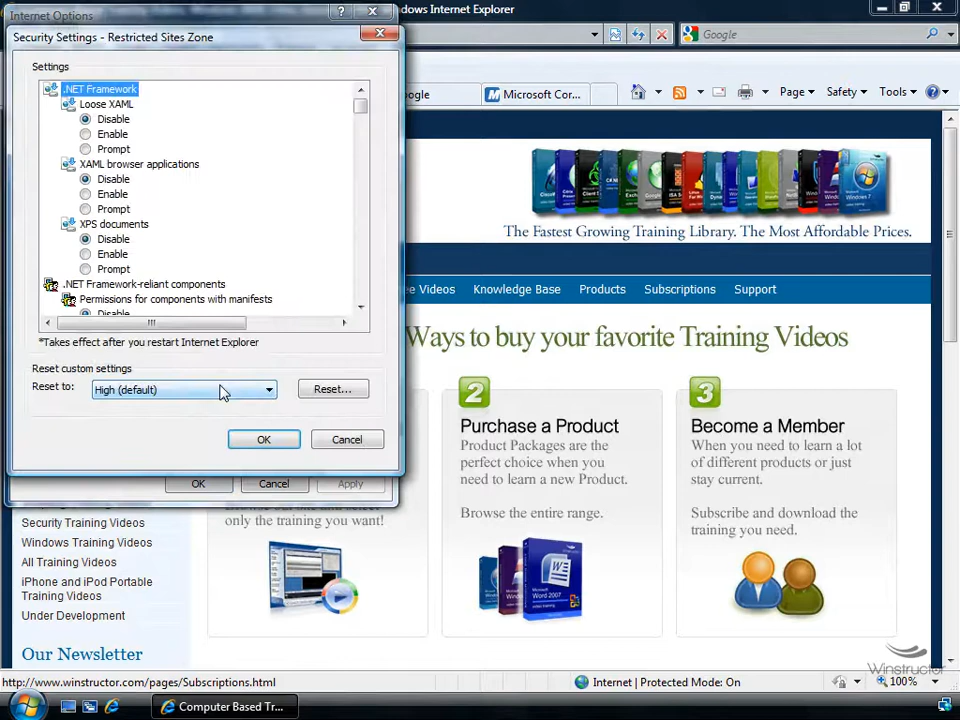 Internet Options
ndows Internet Explorer
Security Settings - Restricted Sites Zone
Google
Settings
.NET Framework
Loose XAML
Disable
Enable
Prompt
XAML browser applications
Disable
Enable
Prompt
XPS documents
Disable
Enable
Prompt
.NET Framework-reliant components
Permissions for components with manifests
Disable
*Takes effect after you restart Internet Explorer
Reset custom settings
Reset to:
High (default)
Reset...
OK
Cancel
OK
Cancel
Apply
ogle
Microsoft Cor...
Page
Safety
Tools
The Fastest Growing Training Library. The Most Affordable Prices.
ee Videos
Knowledge Base
Products
Subscriptions
Support
Ways to buy your favorite Training Videos
2
Purchase a Product
Product Packages are the
perfect choice when you
need to learn a new Product.
Browse the entire range.
3
Become a Member
When you need to learn a lot
of different products or just
stay current.
Subscribe and download the
training you need.
only the training you want!
Word 2007
Windows 7
Security Training Videos
Windows Training Videos
All Training Videos
iPhone and iPod Portable
Training Videos
Under Development
Our Newsletter
Winstructor
http://www.winstructor.com/pages/Subscriptions.html
Internet | Protected Mode: On
100%
Computer Based Tr...